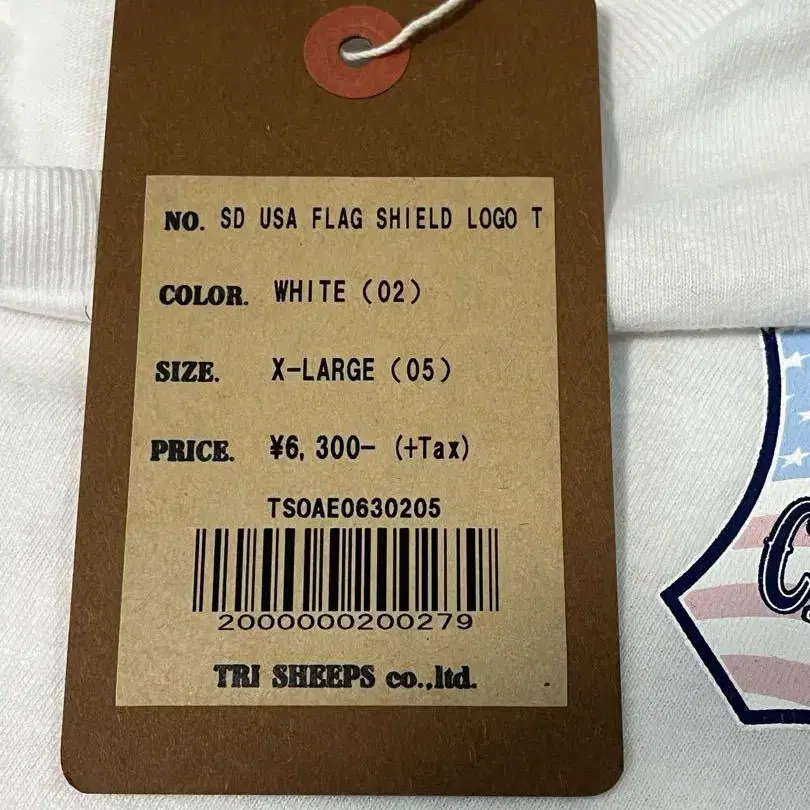 NO. SD USA FLAG SHIELD LOGO T
COLOR. WHITE (02)
SIZE. X-LARGE (05)
PRICE. ¥6,300- (+Tax)
TSOAE0630205
2000000200279
TRI SHEEPS co.,ltd.